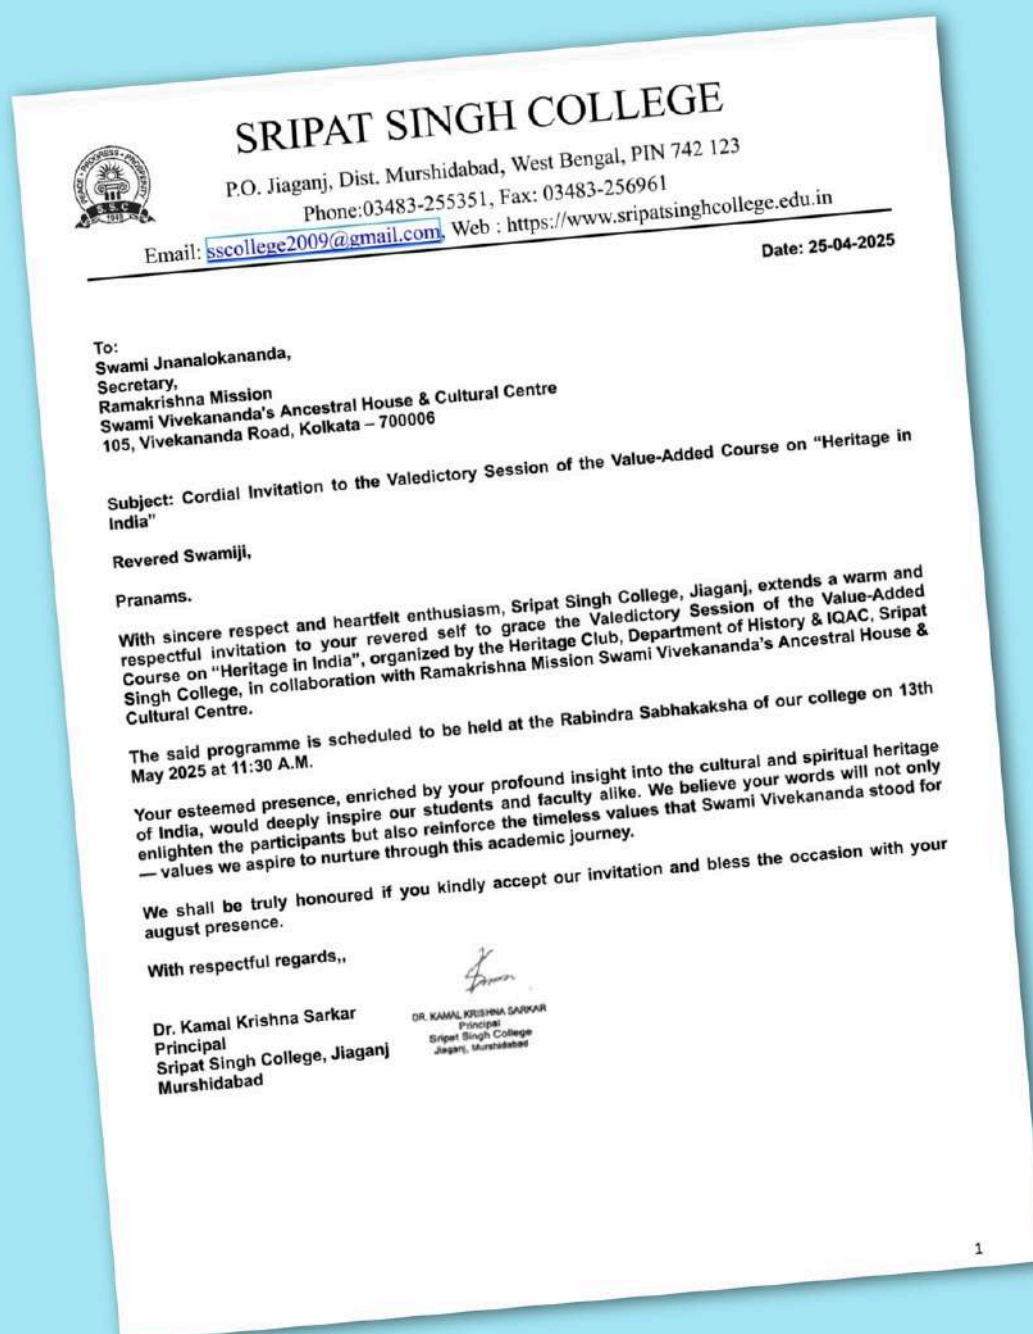 PEACE • PROGRESS • PROSPERITY
S.S.C
1949
SRIPAT SINGH COLLEGE
P.O. Jiaganj, Dist. Murshidabad, West Bengal, PIN 742 123
Phone:03483-255351, Fax: 03483-256961
Email: sscollege2009@gmail.com, Web : https://www.sripatsinghcollege.edu.in
Date: 25-04-2025
To:
Swami Jnanalokananda,
Secretary,
Ramakrishna Mission
Swami Vivekananda's Ancestral House & Cultural Centre
105, Vivekananda Road, Kolkata – 700006
Subject: Cordial Invitation to the Valedictory Session of the Value-Added Course on “Heritage in
India”
Revered Swamiji,
Pranams.
With sincere respect and heartfelt enthusiasm, Sripat Singh College, Jiaganj, extends a warm and
respectful invitation to your revered self to grace the Valedictory Session of the Value-Added
Course on “Heritage in India”, organized by the Heritage Club, Department of History & IQAC, Sripat
Singh College, in collaboration with Ramakrishna Mission Swami Vivekananda’s Ancestral House &
Cultural Centre.
The said programme is scheduled to be held at the Rabindra Sabhakaksha of our college on 13th
May 2025 at 11:30 A.M.
Your esteemed presence, enriched by your profound insight into the cultural and spiritual heritage
of India, would deeply inspire our students and faculty alike. We believe your words will not only
enlighten the participants but also reinforce the timeless values that Swami Vivekananda stood for
— values we aspire to nurture through this academic journey.
We shall be truly honoured if you kindly accept our invitation and bless the occasion with your
august presence.
With respectful regards,,
Dr. Kamal Krishna Sarkar
Principal
Sripat Singh College, Jiaganj
Murshidabad
DR. KAMAL KRISHNA SARKAR
Principal
Sripat Singh College
Jiaganj, Murshidabad
1